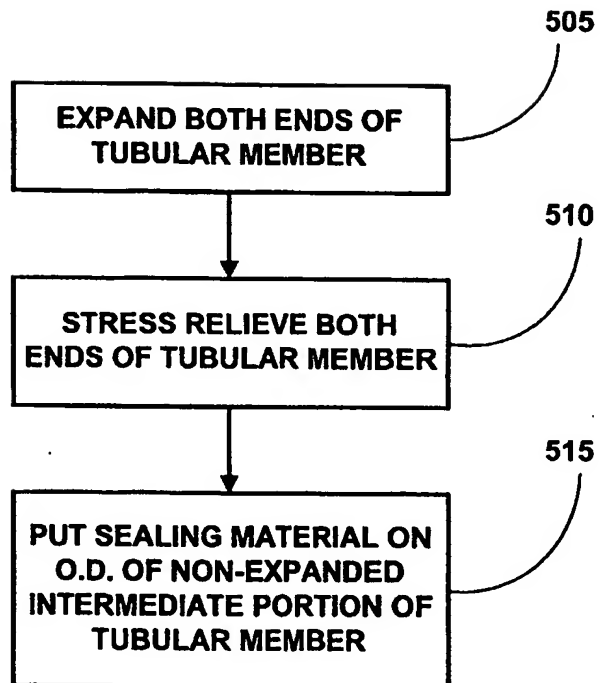 505
EXPAND BOTH ENDS OF
TUBULAR MEMBER
510
STRESS RELIEVE BOTH
ENDS OF TUBULAR MEMBER
515
PUT SEALING MATERIAL ON
O.D. OF NON-EXPANDED
INTERMEDIATE PORTION OF
TUBULAR MEMBER